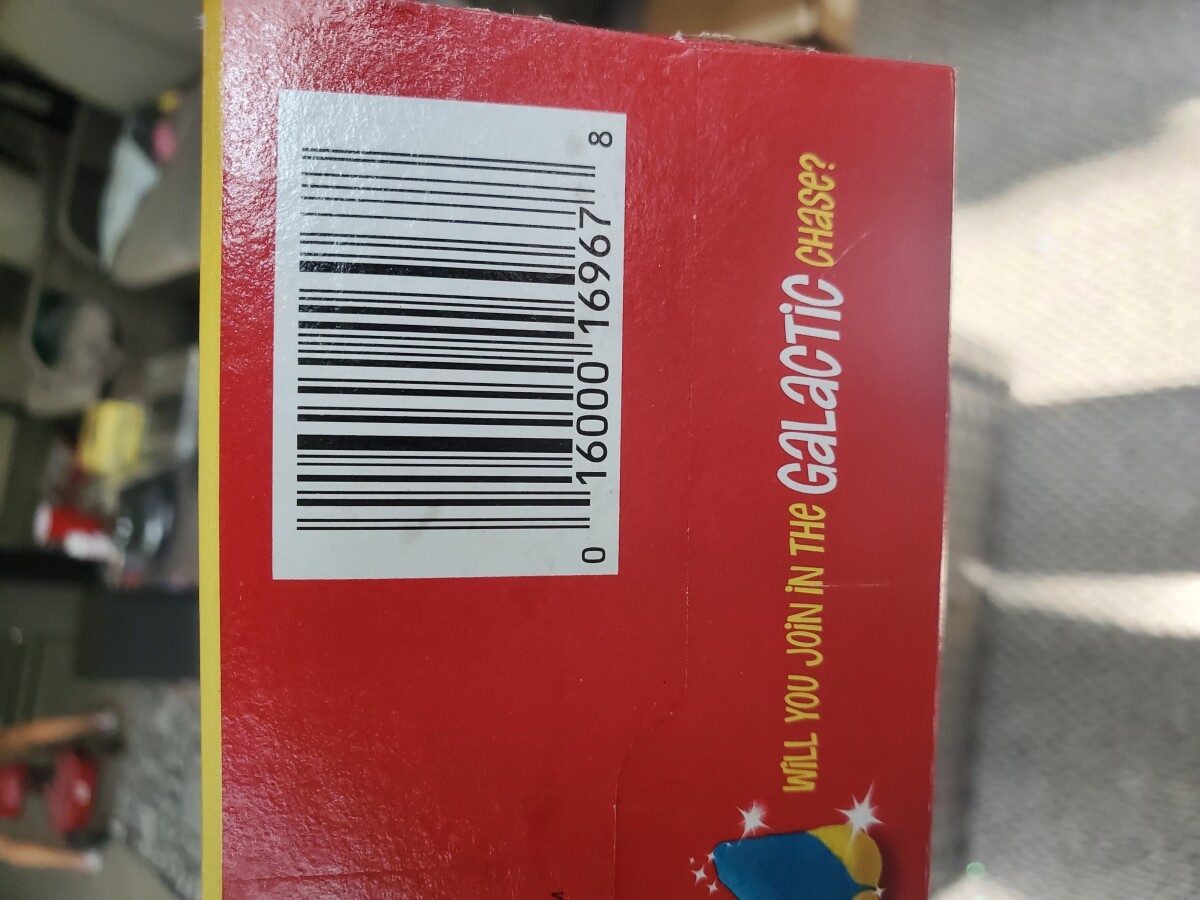 0 16000 16967 8
WiLL YOU JOiN iN THe GaLaCTiC CHaSe?